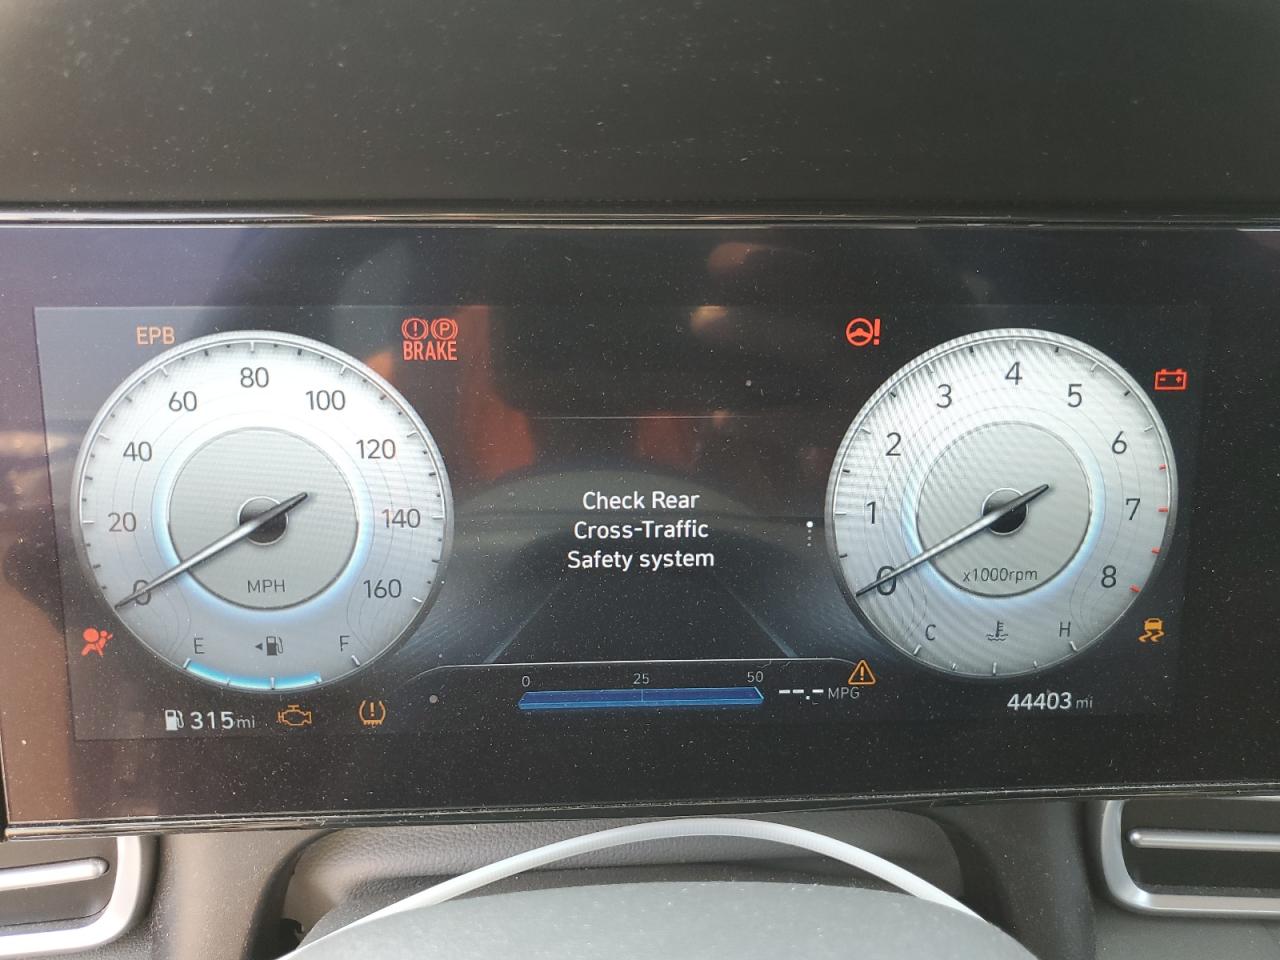 EPB
BRAKE
0
20
40
60
80
100
120
140
160
MPH
E
F
315mi
Check Rear
Cross-Traffic
Safety system
0
25
50
--.- MPG
0
1
2
3
4
5
6
7
8
x1000rpm
C
H
44403 mi